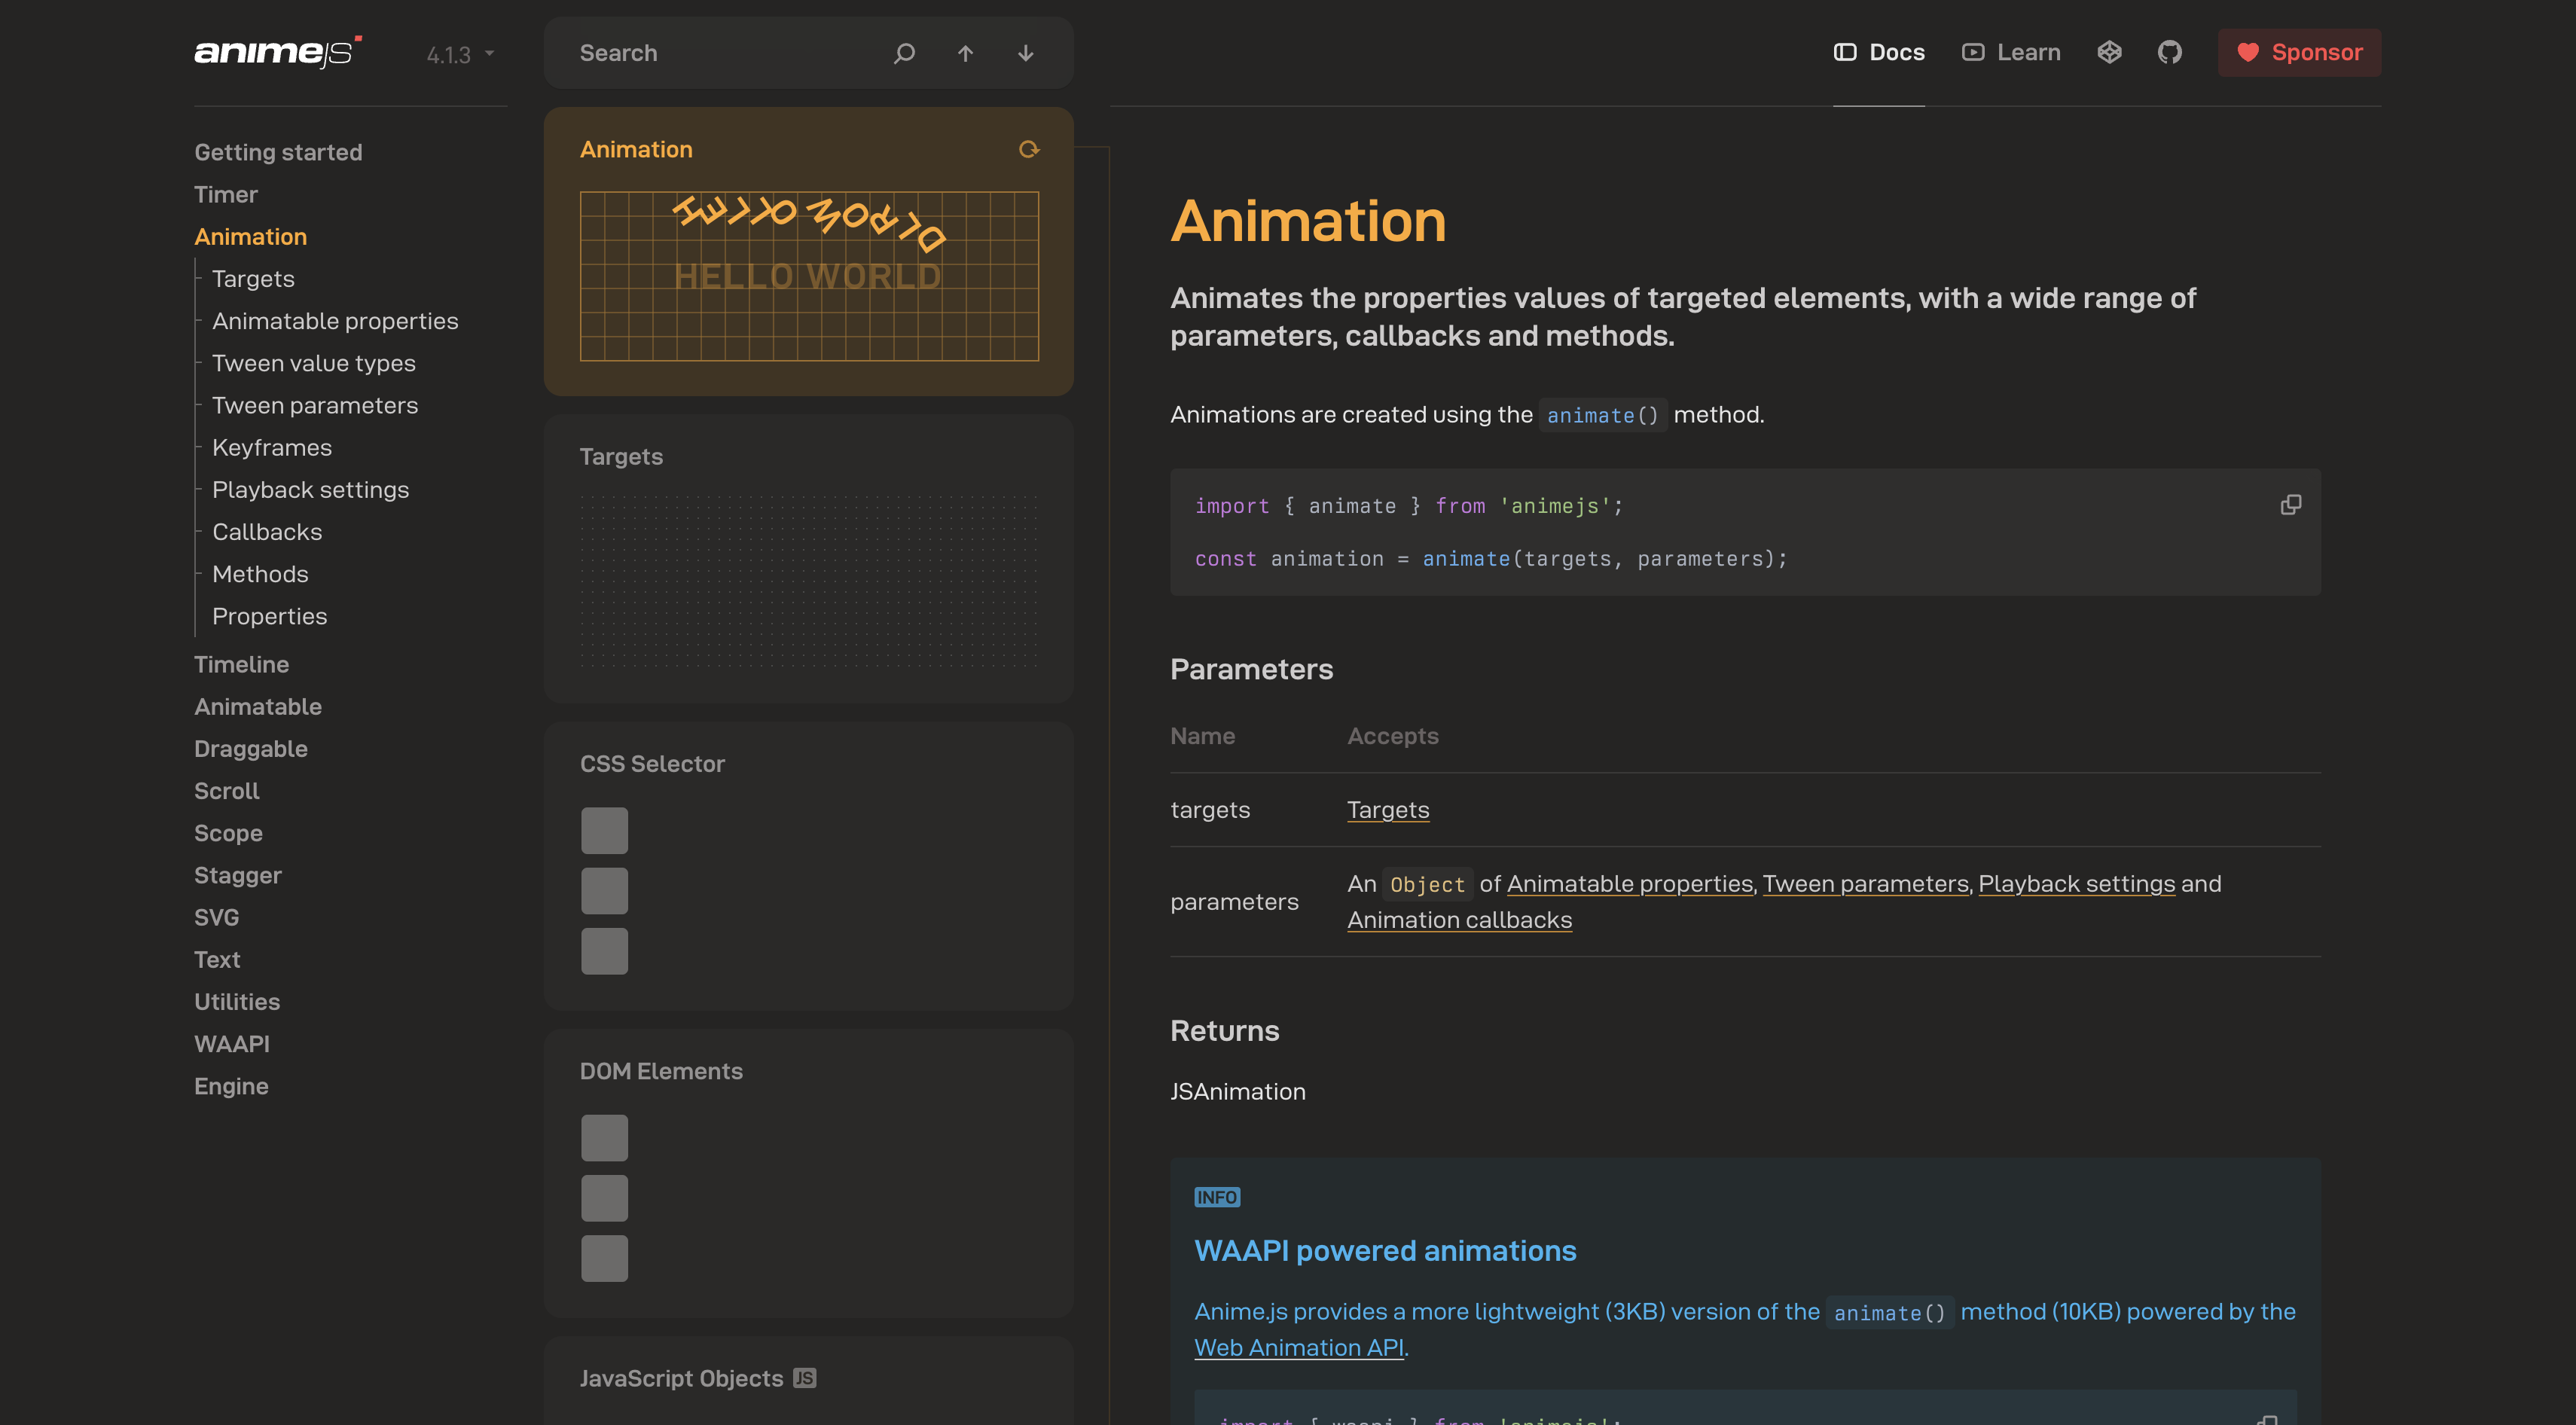 animeJS
4.1.3
Search
Docs
Learn
Sponsor
Getting started
Timer
Animation
Targets
Animatable properties
Tween value types
Tween parameters
Keyframes
Playback settings
Callbacks
Methods
Properties
Timeline
Animatable
Draggable
Scroll
Scope
Stagger
SVG
Text
Utilities
WAAPI
Engine
Animation
HELLO WORLD
HELLO WORLD
Targets
CSS Selector
DOM Elements
JavaScript Objects JS
Animation
Animates the properties values of targeted elements, with a wide range of
parameters, callbacks and methods.
Animations are created using the animate() method.
import { animate } from 'animejs';
const animation = animate(targets, parameters);
Parameters
Name Accepts
targets Targets
parameters An Object of Animatable properties, Tween parameters, Playback settings and
Animation callbacks
Returns
JSAnimation
INFO
WAAPI powered animations
Anime.js provides a more lightweight (3KB) version of the animate() method (10KB) powered by the
Web Animation API.
import { waapi } from 'animejs';